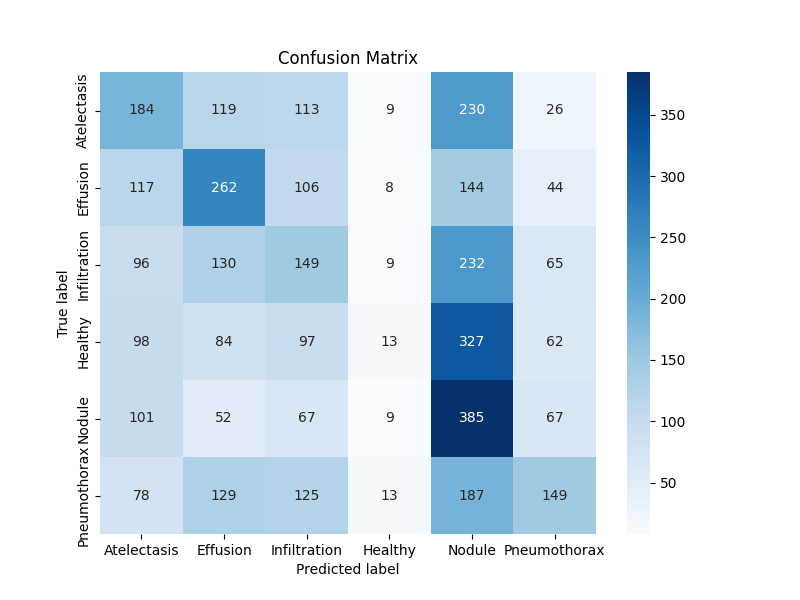 Confusion Matrix
True label
Atelectasis 184 119 113 9 230 26
Effusion 117 262 106 8 144 44
Infiltration 96 130 149 9 232 65
Healthy 98 84 97 13 327 62
Nodule 101 52 67 9 385 67
Pneumothorax 78 129 125 13 187 149
Atelectasis Effusion Infiltration Healthy Nodule Pneumothorax
Predicted label
350
300
250
200
150
100
50